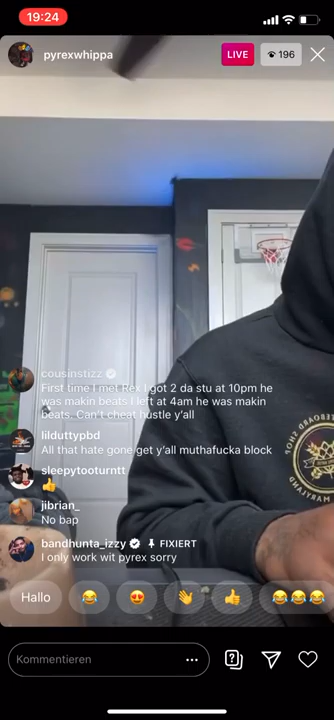 19:24
pyrexwhippa
LIVE
196
cousinstizz
First time I met Rex I got 2 da stu at 10pm he
was makin beats I left at 4am he was makin
beats. Can't cheat hustle y'all
lilduttypbd
All that hate gone get y'all muthafucka block
sleepytooturntt
👍
jibrian_
No bap
bandhunta_izzy FIXIERT
I only work wit pyrex sorry
Hallo 😂 😍 👋 👍 😂😂😂
Kommentieren